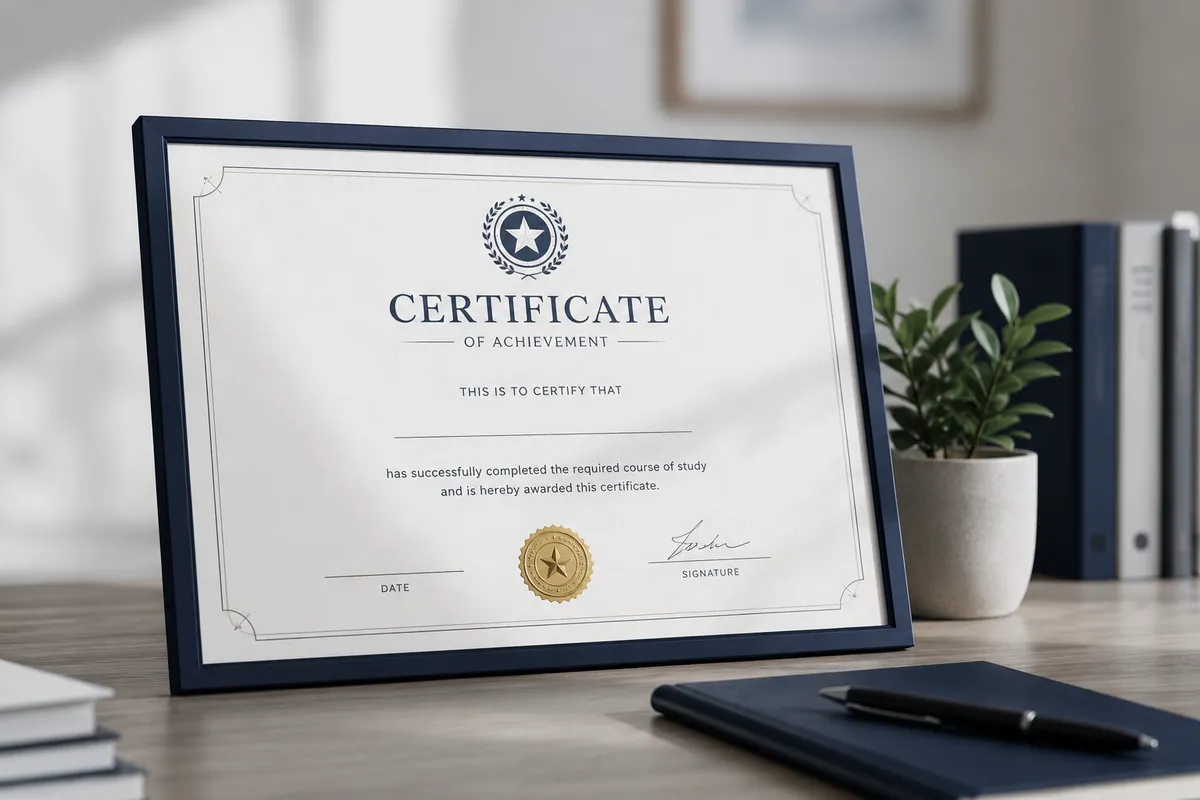 CERTIFICATE
OF ACHIEVEMENT
THIS IS TO CERTIFY THAT
has successfully completed the required course of study
and is hereby awarded this certificate.
DATE
SIGNATURE